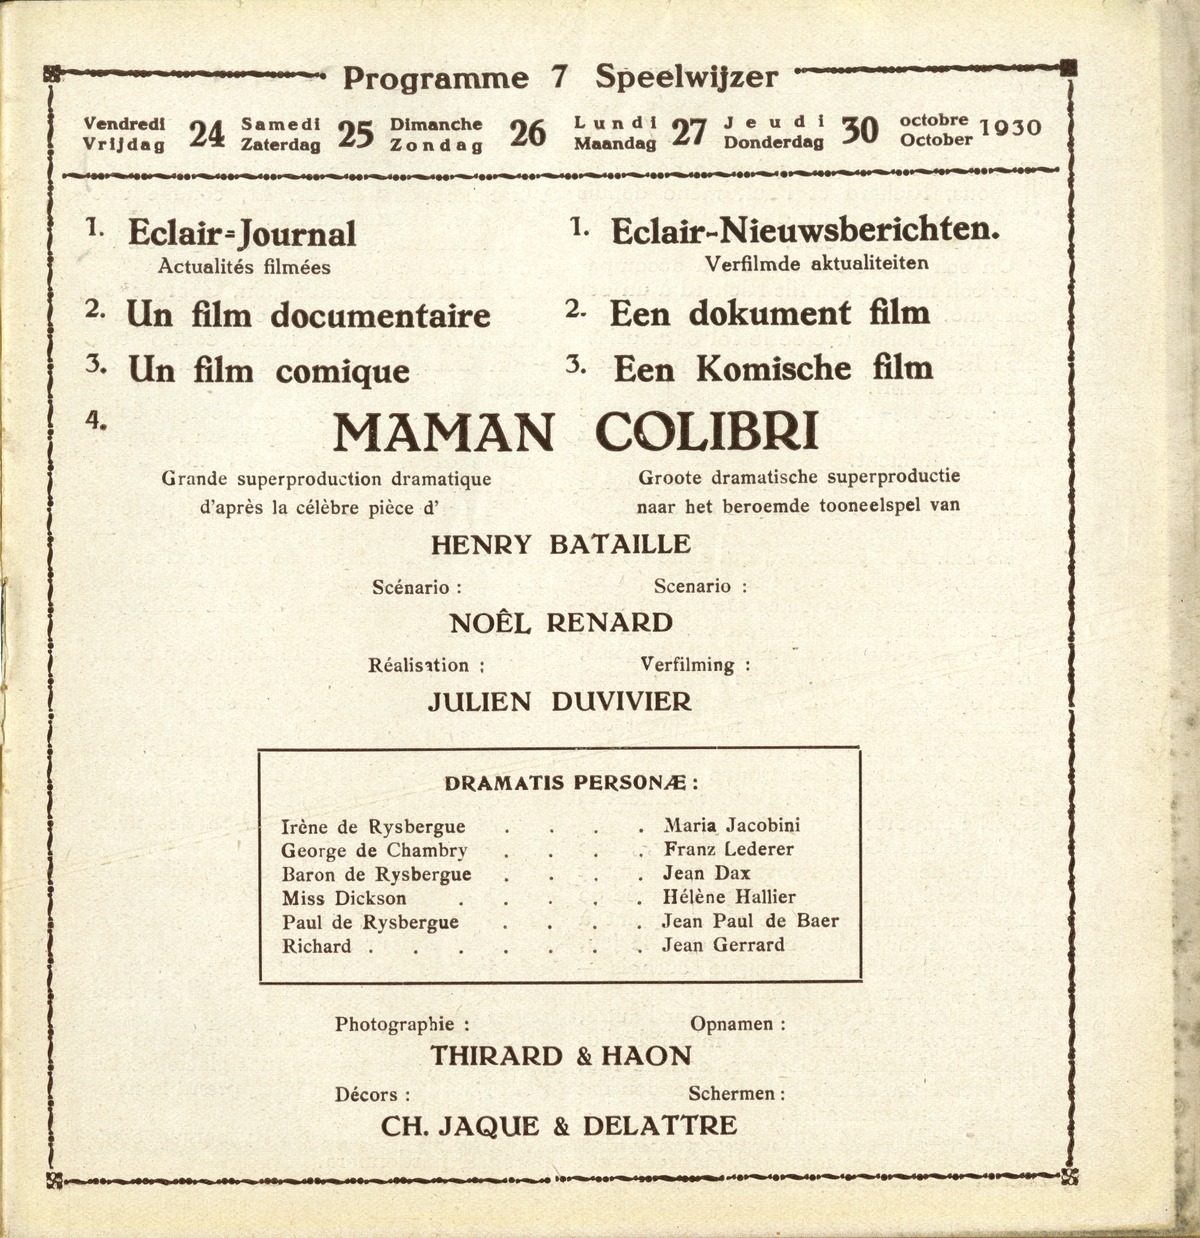 Programme 7 Speelwijzer
Vendredi Vrijdag 24 Samedi Zaterdag 25 Dimanche Zondag 26 Lundi Maandag 27 Jeudi Donderdag 30 octobre October 1930
1. Eclair=Journal
Actualités filmées
1. Eclair-Nieuwsberichten.
Verfilmde aktualiteiten
2. Un film documentaire
2. Een dokument film
3. Un film comique
3. Een Komische film
4. MAMAN COLIBRI
Grande superproduction dramatique
d'après la célèbre pièce d'
Groote dramatische superproductie
naar het beroemde tooneelspel van
HENRY BATAILLE
Scénario : Scenario :
NOÊL RENARD
Réalisation : Verfilming :
JULIEN DUVIVIER
DRAMATIS PERSONÆ :
Irène de Rysbergue . . . . Maria Jacobini
George de Chambry . . . . Franz Lederer
Baron de Rysbergue . . . . Jean Dax
Miss Dickson . . . . . Hélène Hallier
Paul de Rysbergue . . . . Jean Paul de Baer
Richard . . . . . . . Jean Gerrard
Photographie : Opnamen :
THIRARD & HAON
Décors : Schermen :
CH. JAQUE & DELATTRE